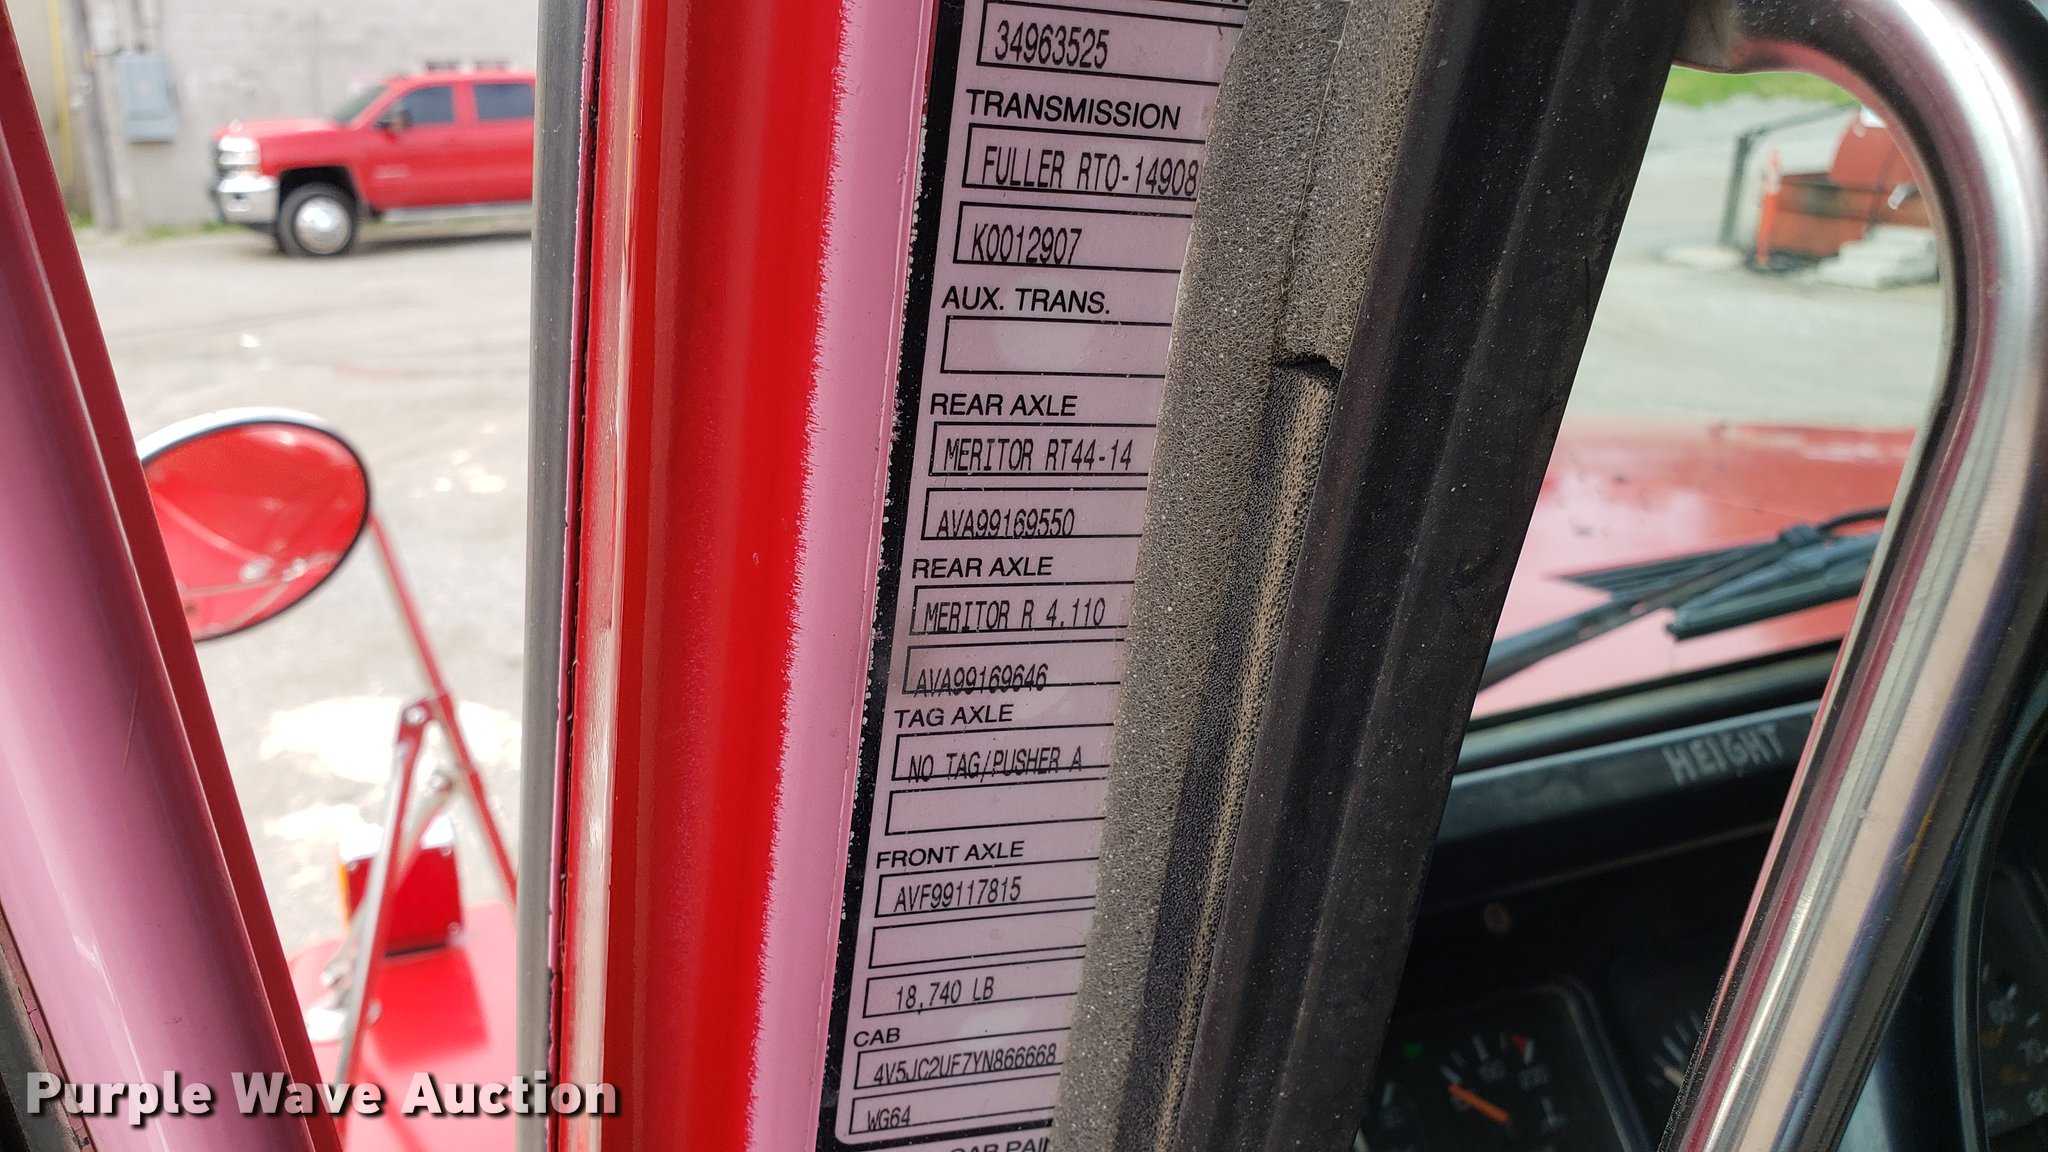 34963525
TRANSMISSION
FULLER RTO-14908
K0012907
AUX. TRANS.
REAR AXLE
MERITOR RT44-14
AVA99169550
REAR AXLE
MERITOR R 4.110
AVA99169646
TAG AXLE
NO TAG/PUSHER A
FRONT AXLE
AVF99117815
18,740 LB
CAB
4V5JC2UF7YN866668
WG64
CAB PAI
HEIGHT
Purple Wave Auction